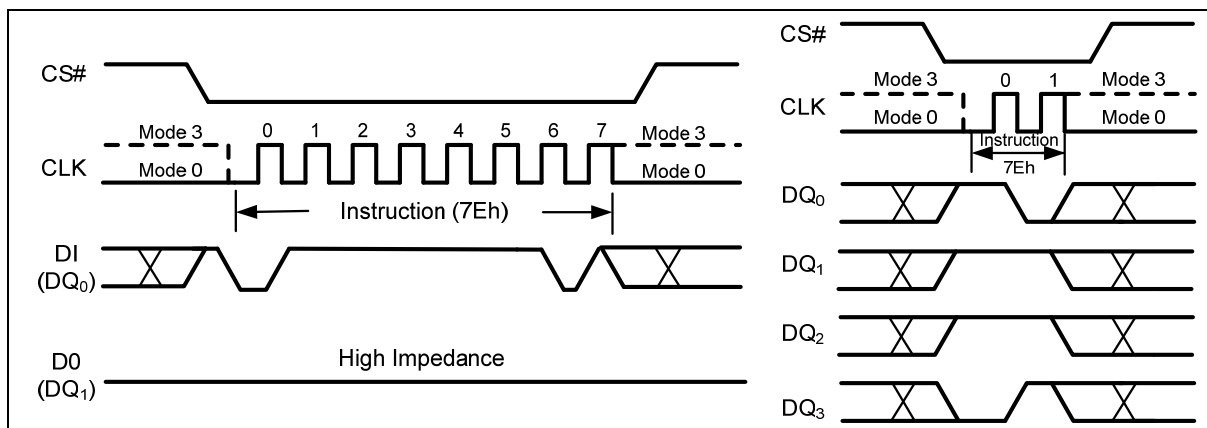 CS#
0 1 2 3 4 5 6 7
Mode 3 Mode 3
CLK
Mode 0 Mode 0
Instruction (7Eh)
DI
(DQ0)
High Impedance
D0
(DQ1)
CS#
0 1
Mode 3 Mode 3
CLK
Mode 0 Mode 0
Instruction
7Eh
DQ0
DQ1
DQ2
DQ3